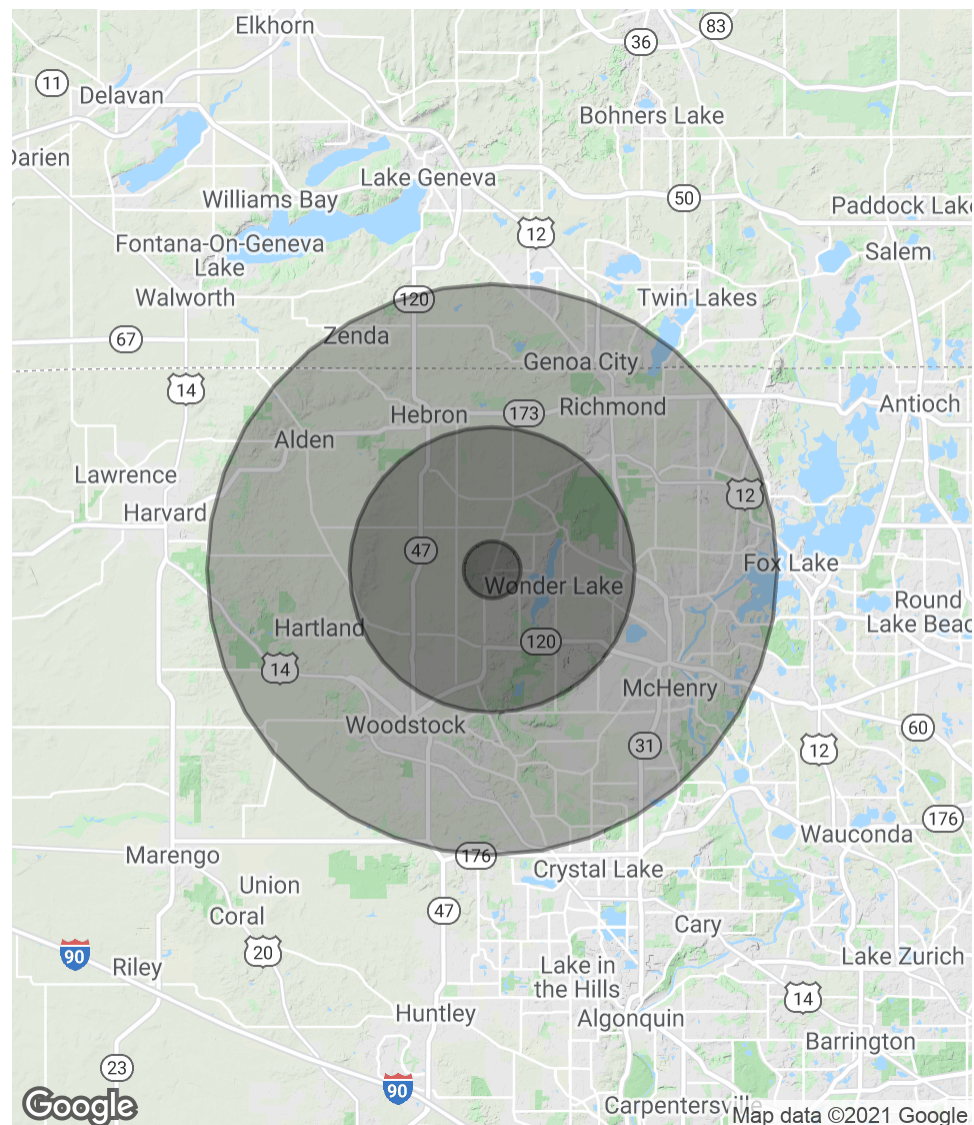 Elkhorn
83
36
11
Delavan
Bohners Lake
Darien
Lake Geneva
Williams Bay
50
Paddock Lake
12
Fontana-On-Geneva
Lake
Salem
Walworth
120
Twin Lakes
67
Zenda
Genoa City
14
Hebron
173
Richmond
Antioch
Alden
Lawrence
12
Harvard
47
Fox Lake
Wonder Lake
Round
Lake Beac
Hartland
120
14
McHenry
Woodstock
60
31
12
176
Wauconda
Marengo
176
Crystal Lake
Union
47
Coral
Cary
90
20
Riley
Lake in
the Hills
Lake Zurich
14
Huntley
Algonquin
Barrington
23
90
Google
Carpentersville
Map data ©2021 Google